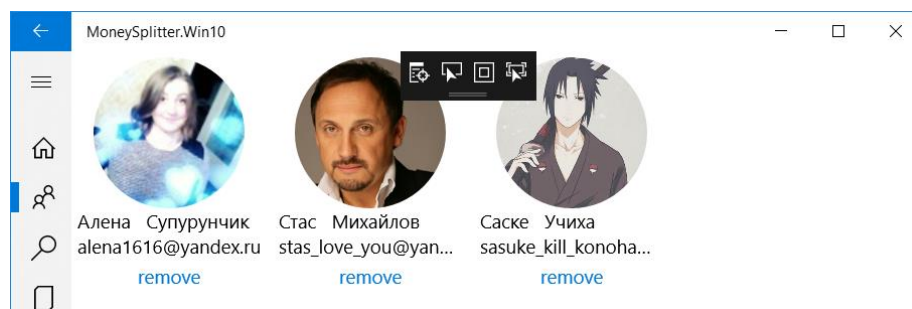 MoneySplitter.Win10
Алена Супурунчик
alena1616@yandex.ru
remove
Стас Михайлов
stas_love_you@yan...
remove
Саске Учиха
sasuke_kill_konoha...
remove